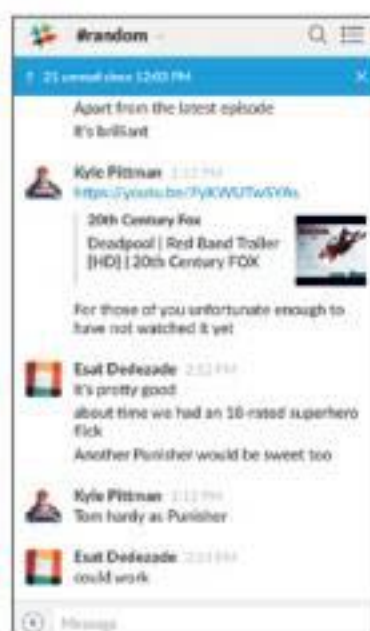 #random
21 unread since 12:03 PM
Apart from the latest episode
It's brilliant
Kyle Pittman
20th Century Fox
Deadpool | Red Band Trailer
[HD] | 20th Century FOX
For those of you unfortunate enough to
have not watched it yet
Esat Dedezade
It's pretty good
about time we had an 18-rated superhero
flick
Another Punisher would be sweet too
Kyle Pittman
Tom hardy as Punisher
Esat Dedezade
could work
Message